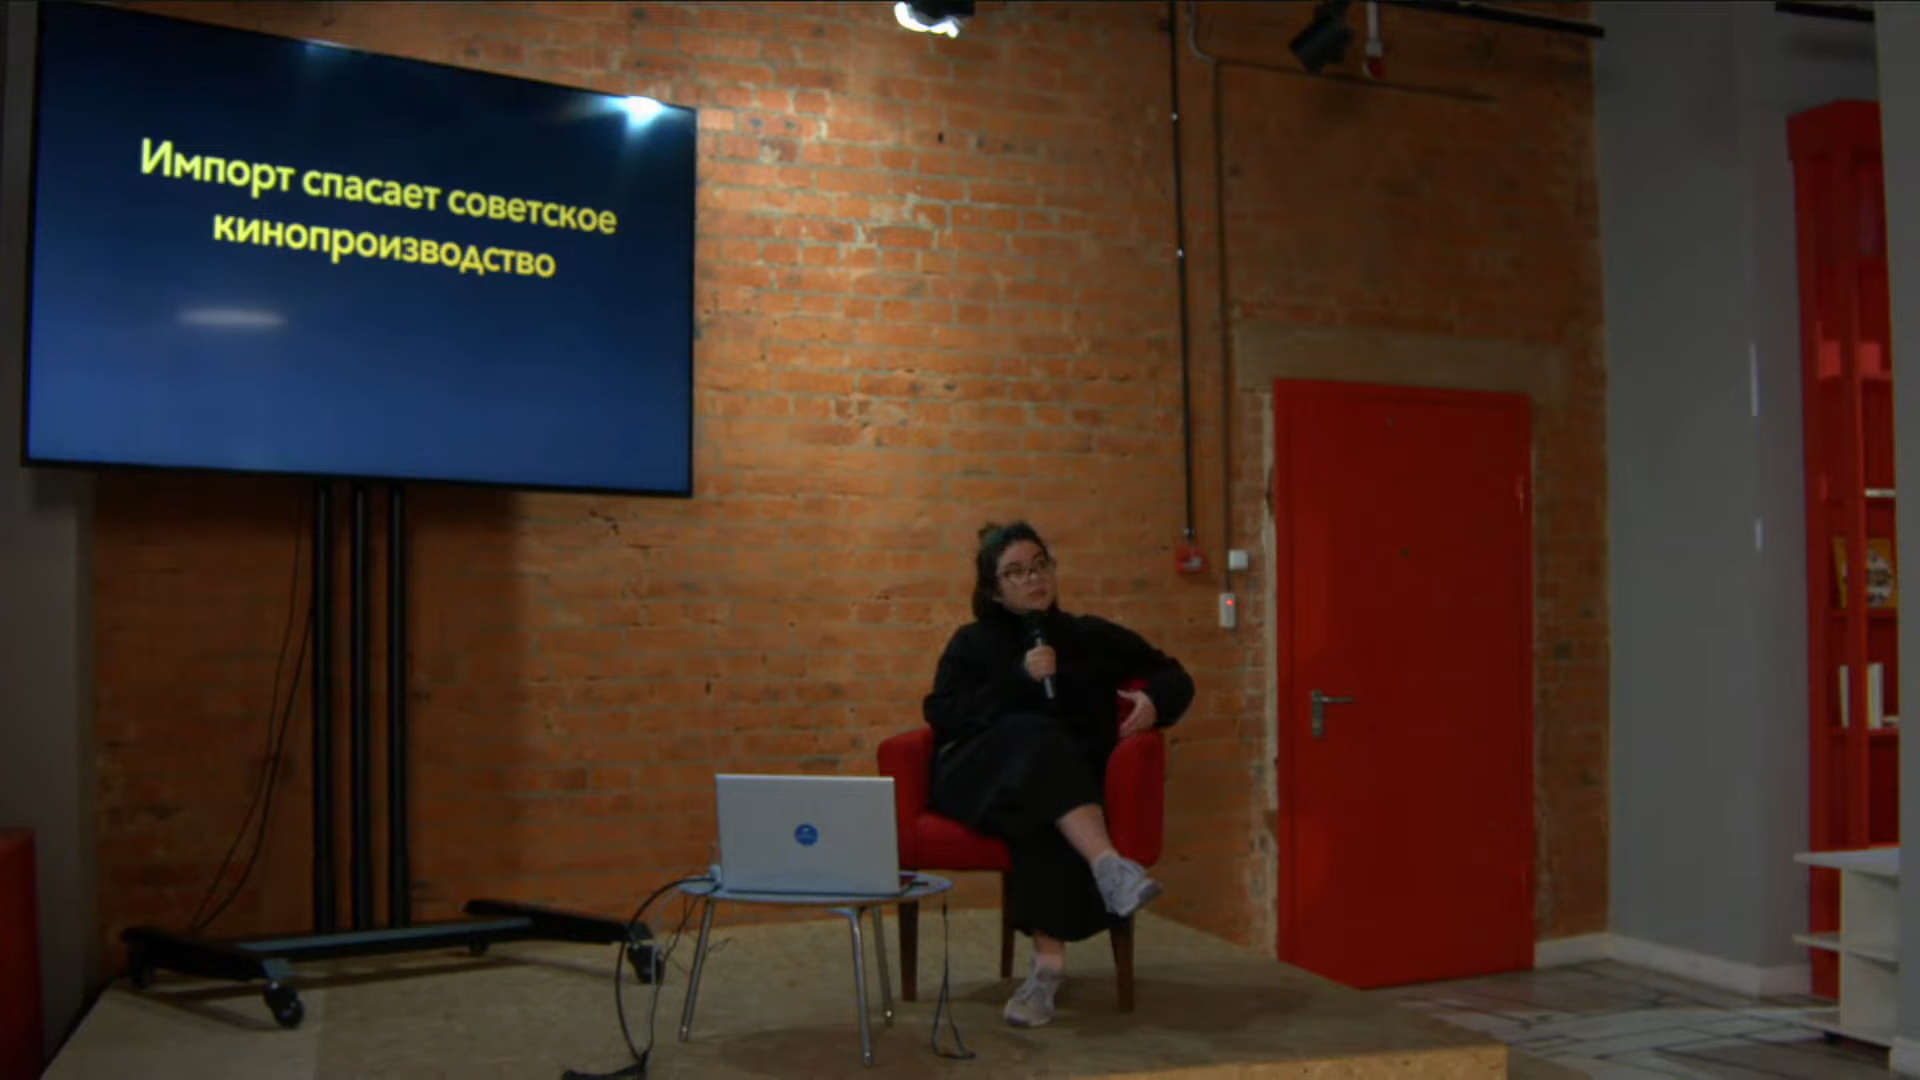 Импорт спасает советское
кинопроизводство